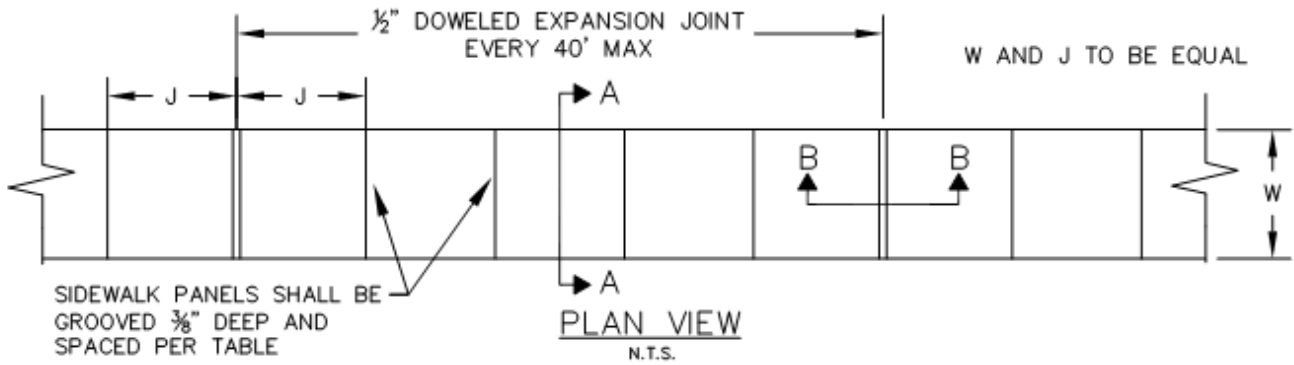 ½" DOWELED EXPANSION JOINT
EVERY 40' MAX
W AND J TO BE EQUAL
J
J
A
B
B
W
A
SIDEWALK PANELS SHALL BE
GROOVED ⅜" DEEP AND
SPACED PER TABLE
PLAN VIEW
N.T.S.